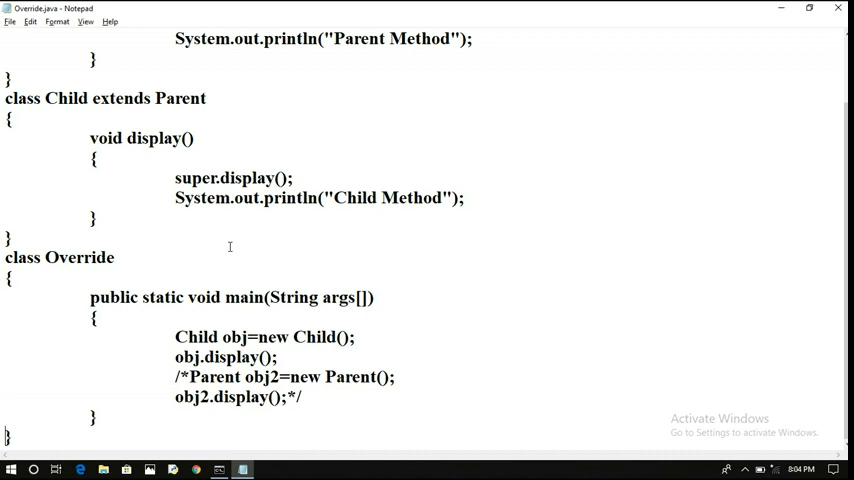 Override.java - Notepad
File Edit Format View Help
System.out.println("Parent Method");
}
}
class Child extends Parent
{
void display()
{
super.display();
System.out.println("Child Method");
}
}
class Override
{
public static void main(String args[])
{
Child obj=new Child();
obj.display();
/*Parent obj2=new Parent();
obj2.display();*/
}
}
Activate Windows
Go to Settings to activate Windows.
8:04 PM